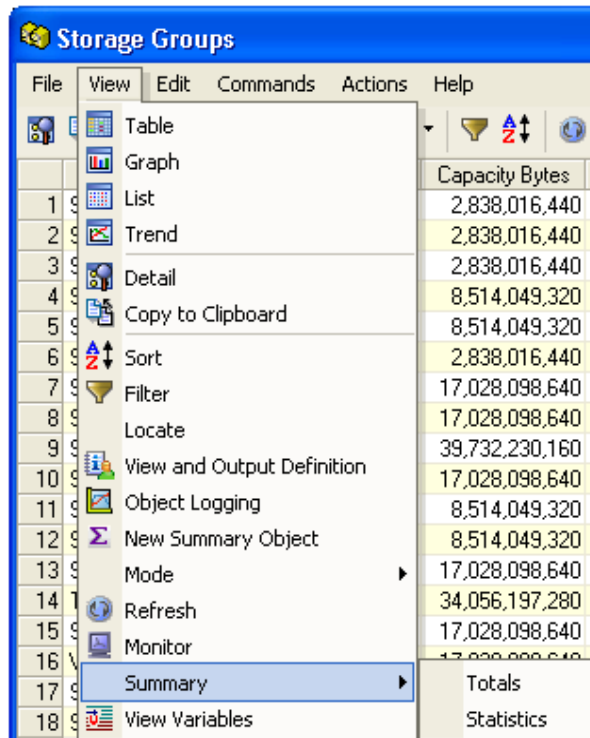 Storage Groups
File View Edit Commands Actions Help
Table
Graph
List
Trend
Detail
Copy to Clipboard
Sort
Filter
Locate
View and Output Definition
Object Logging
New Summary Object
Mode
Refresh
Monitor
Summary
View Variables
Totals
Statistics
Capacity Bytes
1 S 2,838,016,440
2 S 2,838,016,440
3 S 2,838,016,440
4 S 8,514,049,320
5 S 8,514,049,320
6 S 2,838,016,440
7 S 17,028,098,640
8 S 17,028,098,640
9 S 39,732,230,160
10 S 17,028,098,640
11 S 8,514,049,320
12 S 8,514,049,320
13 S 17,028,098,640
14 34,056,197,280
15 S 17,028,098,640
16
17 S
18 S